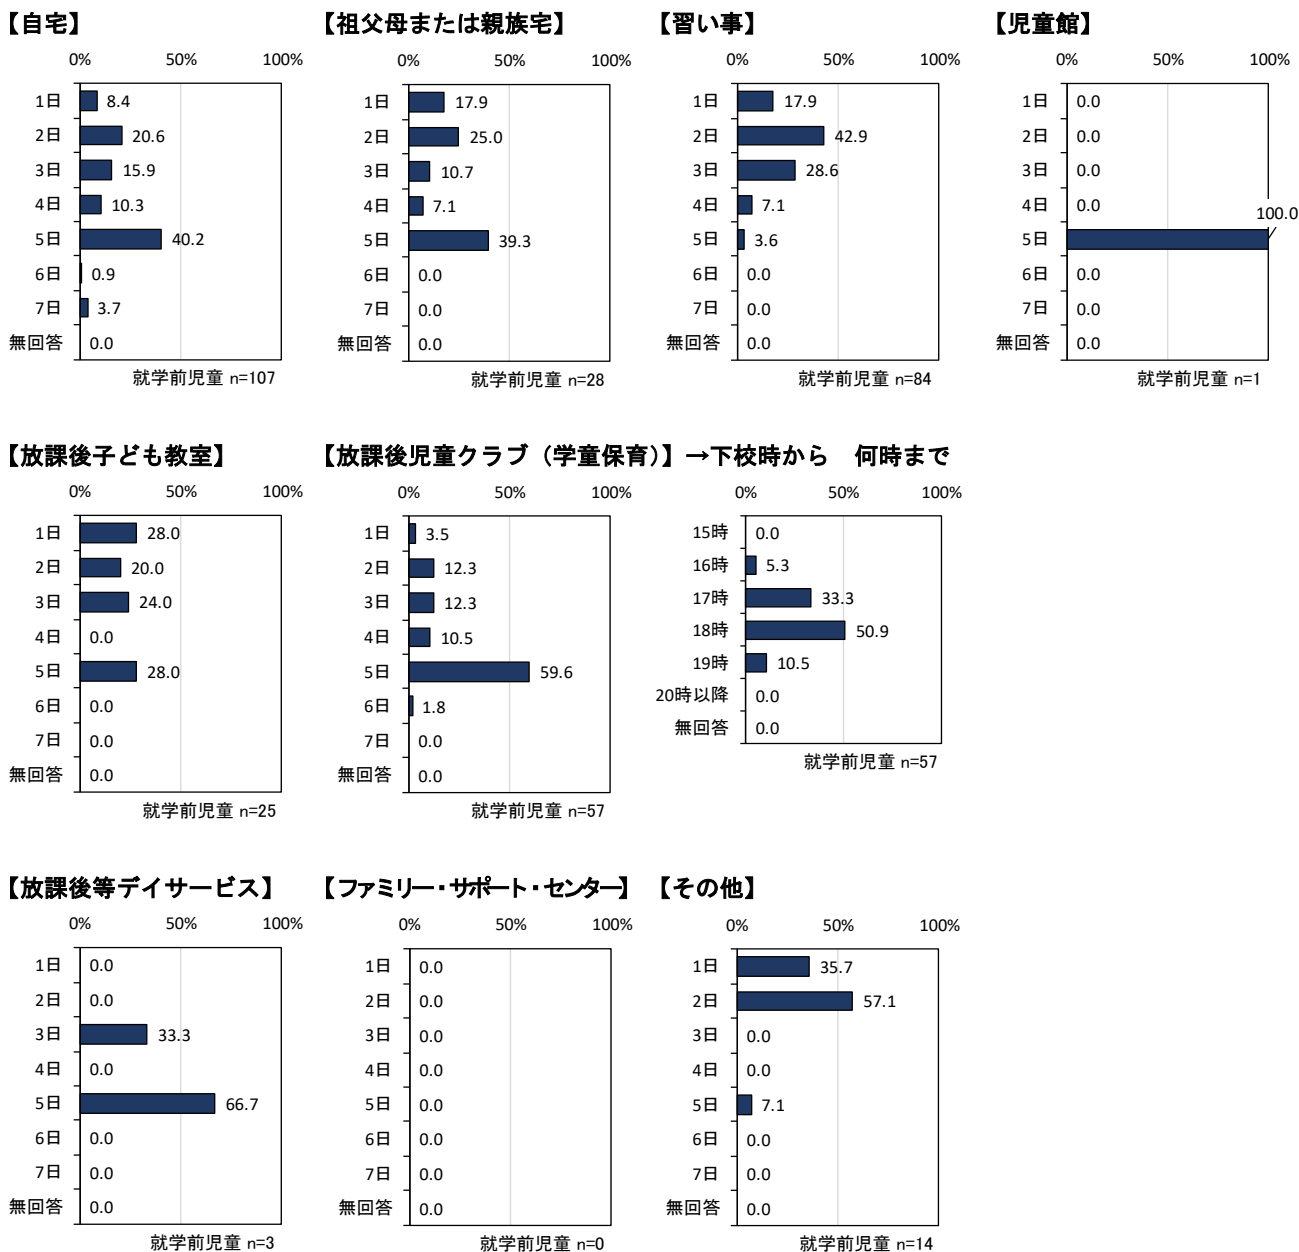 【自宅】
0% 50% 100%
1日 8.4
2日 20.6
3日 15.9
4日 10.3
5日 40.2
6日 0.9
7日 3.7
無回答 0.0
就学前児童 n=107
【祖父母または親族宅】
0% 50% 100%
1日 17.9
2日 25.0
3日 10.7
4日 7.1
5日 39.3
6日 0.0
7日 0.0
無回答 0.0
就学前児童 n=28
【習い事】
0% 50% 100%
1日 17.9
2日 42.9
3日 28.6
4日 7.1
5日 3.6
6日 0.0
7日 0.0
無回答 0.0
就学前児童 n=84
【児童館】
0% 50% 100%
1日 0.0
2日 0.0
3日 0.0
4日 0.0
5日 100.0
6日 0.0
7日 0.0
無回答 0.0
就学前児童 n=1
【放課後子ども教室】
0% 50% 100%
1日 28.0
2日 20.0
3日 24.0
4日 0.0
5日 28.0
6日 0.0
7日 0.0
無回答 0.0
就学前児童 n=25
【放課後児童クラブ（学童保育）】→下校時から 何時まで
0% 50% 100%
1日 3.5
2日 12.3
3日 12.3
4日 10.5
5日 59.6
6日 1.8
7日 0.0
無回答 0.0
就学前児童 n=57
0% 50% 100%
15時 0.0
16時 5.3
17時 33.3
18時 50.9
19時 10.5
20時以降 0.0
無回答 0.0
就学前児童 n=57
【放課後等デイサービス】
0% 50% 100%
1日 0.0
2日 0.0
3日 33.3
4日 0.0
5日 66.7
6日 0.0
7日 0.0
無回答 0.0
就学前児童 n=3
【ファミリー・サポート・センター】
0% 50% 100%
1日 0.0
2日 0.0
3日 0.0
4日 0.0
5日 0.0
6日 0.0
7日 0.0
無回答 0.0
就学前児童 n=0
【その他】
0% 50% 100%
1日 35.7
2日 57.1
3日 0.0
4日 0.0
5日 7.1
6日 0.0
7日 0.0
無回答 0.0
就学前児童 n=14